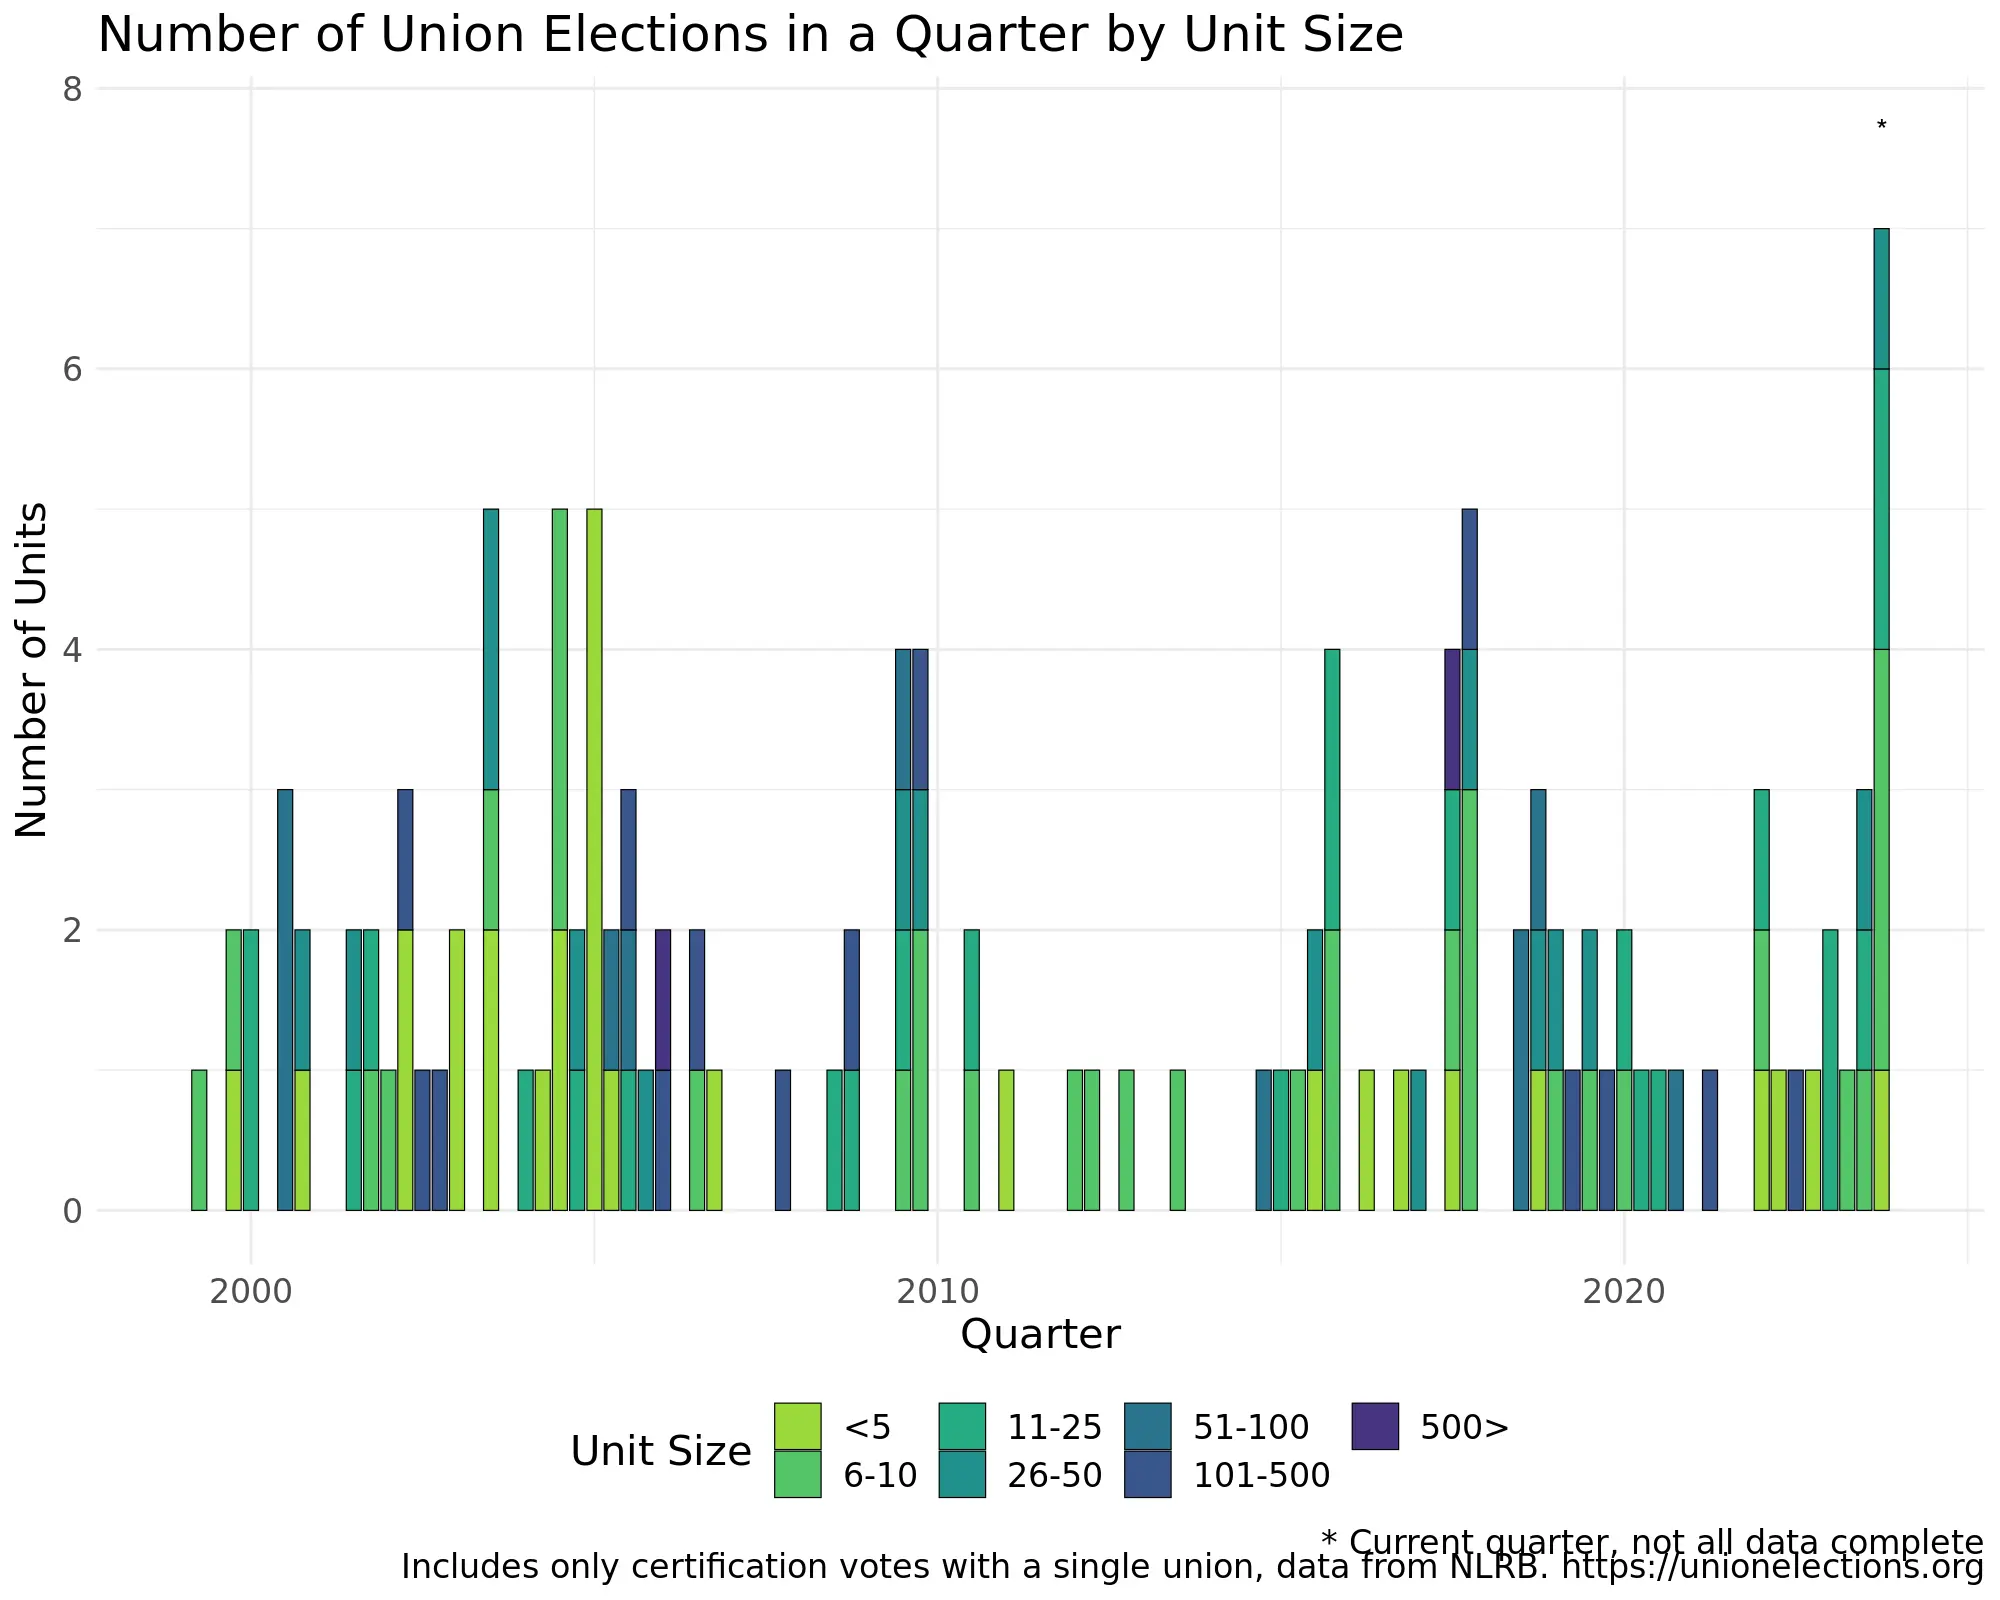 Number of Union Elections in a Quarter by Unit Size
8
*
6
Number of Units
4
2
0
2000 2010 2020
Quarter
Unit Size
<5 11-25 51-100 500>
6-10 26-50 101-500
* Current quarter, not all data complete
Includes only certification votes with a single union, data from NLRB. https://unionelections.org